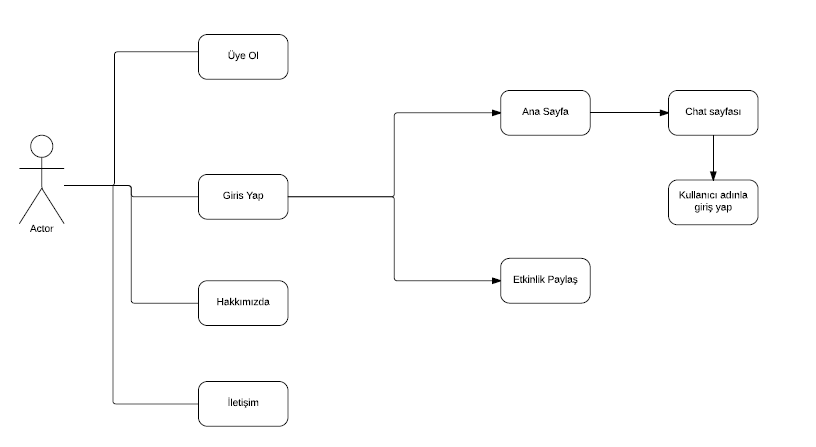 Üye Ol
Ana Sayfa
Chat sayfası
Giris Yap
Kullanıcı adınla
giriş yap
Actor
Etkinlik Paylaş
Hakkımızda
İletişim